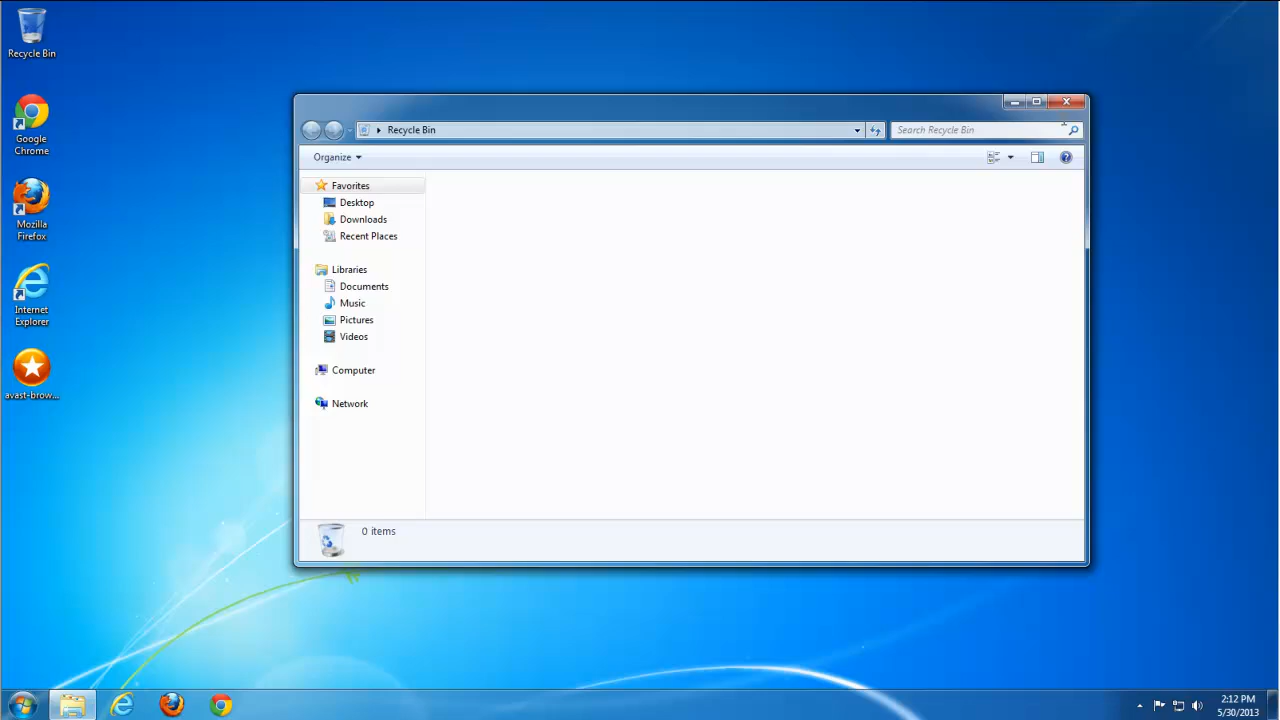 Recycle Bin
Google
Chrome
Mozilla
Firefox
Internet
Explorer
avast-brow...
Recycle Bin
Search Recycle Bin
Organize
Favorites
Desktop
Downloads
Recent Places
Libraries
Documents
Music
Pictures
Videos
Computer
Network
0 items
2:12 PM
5/30/2013